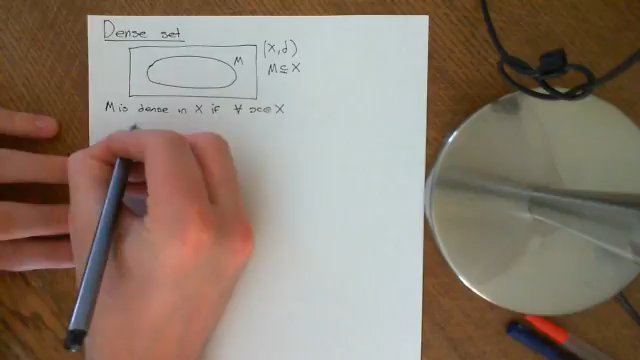 Dense set
M
(X,d)
M⊆X
M is dense in X if ∀ x∈X